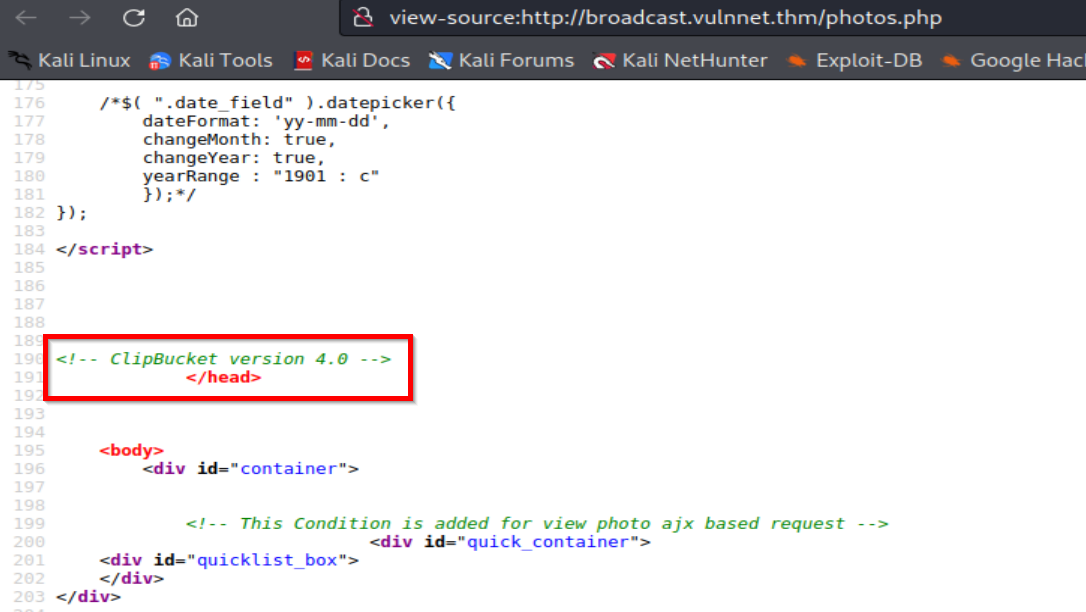 view-source:http://broadcast.vulnnet.thm/photos.php
Kali Linux Kali Tools Kali Docs Kali Forums Kali NetHunter Exploit-DB Google Hac
175
176 /*$( ".date_field" ).datepicker({
177 dateFormat: 'yy-mm-dd',
178 changeMonth: true,
179 changeYear: true,
180 yearRange : "1901 : c"
181 });*/
182 });
183
184 </script>
185
186
187
188
189
190 <!-- ClipBucket version 4.0 -->
191 </head>
192
193
194
195 <body>
196 <div id="container">
197
198
199 <!-- This Condition is added for view photo ajx based request -->
200 <div id="quick_container">
201 <div id="quicklist_box">
202 </div>
203 </div>